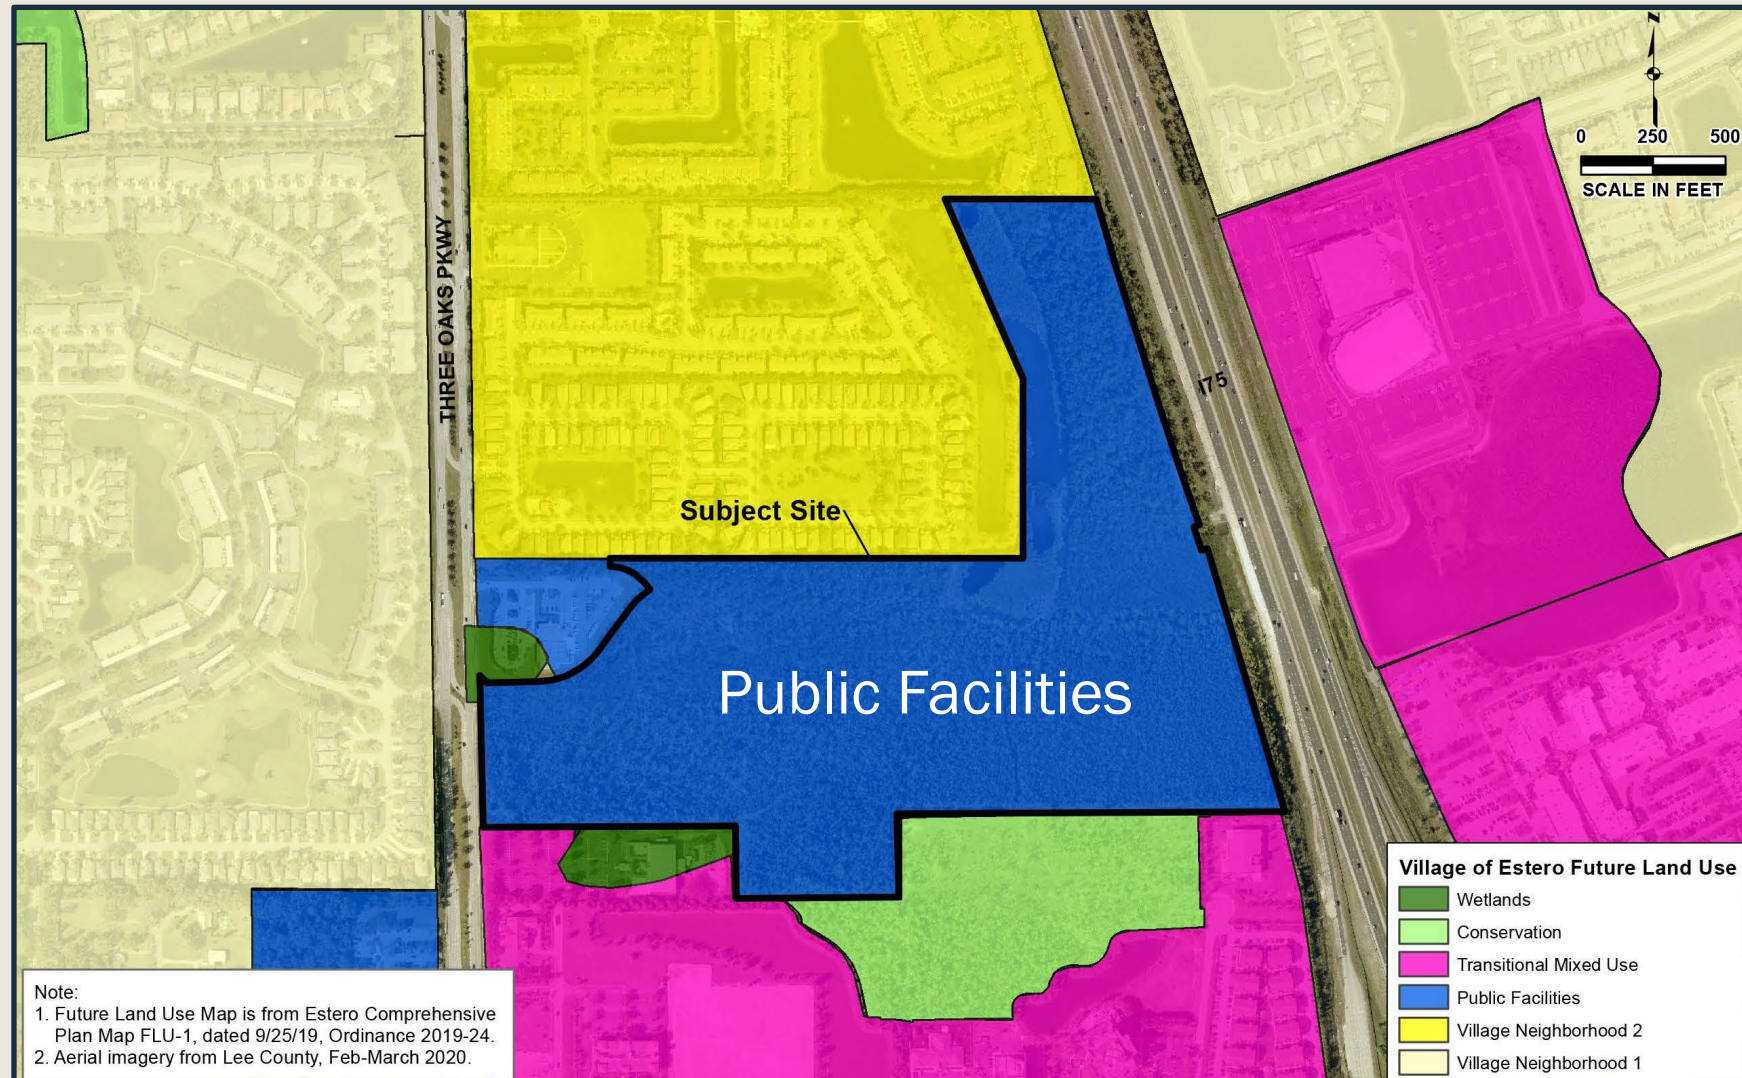 N
0 250 500
SCALE IN FEET
THREE OAKS PKWY
I75
Subject Site
Public Facilities
Village of Estero Future Land Use
Wetlands
Conservation
Transitional Mixed Use
Public Facilities
Village Neighborhood 2
Village Neighborhood 1
Note:
1. Future Land Use Map is from Estero Comprehensive
Plan Map FLU-1, dated 9/25/19, Ordinance 2019-24.
2. Aerial imagery from Lee County, Feb-March 2020.